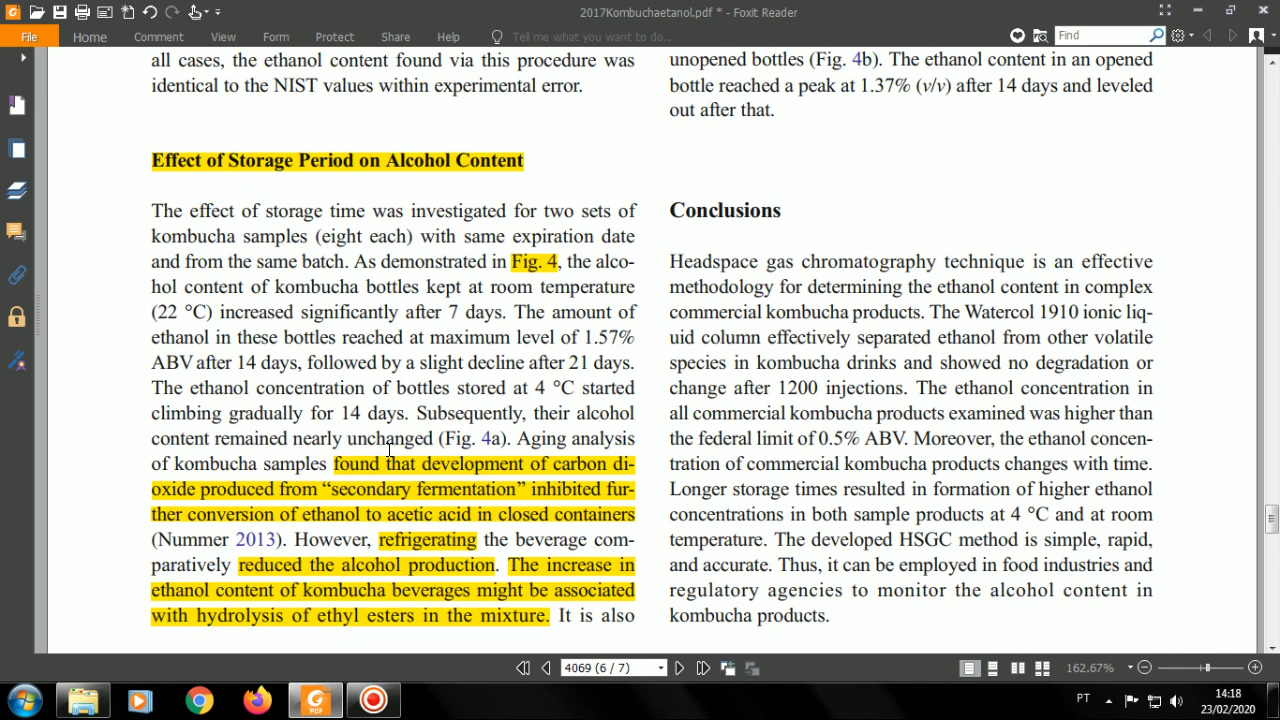 2017Kombuchaetanol.pdf * - Foxit Reader
File Home Comment View Form Protect Share Help Tell me what you want to do... Find
all cases, the ethanol content found via this procedure was
identical to the NIST values within experimental error.
Effect of Storage Period on Alcohol Content
The effect of storage time was investigated for two sets of
kombucha samples (eight each) with same expiration date
and from the same batch. As demonstrated in Fig. 4, the alco-
hol content of kombucha bottles kept at room temperature
(22 °C) increased significantly after 7 days. The amount of
ethanol in these bottles reached at maximum level of 1.57%
ABV after 14 days, followed by a slight decline after 21 days.
The ethanol concentration of bottles stored at 4 °C started
climbing gradually for 14 days. Subsequently, their alcohol
content remained nearly unchanged (Fig. 4a). Aging analysis
of kombucha samples found that development of carbon di-
oxide produced from “secondary fermentation” inhibited fur-
ther conversion of ethanol to acetic acid in closed containers
(Nummer 2013). However, refrigerating the beverage com-
paratively reduced the alcohol production. The increase in
ethanol content of kombucha beverages might be associated
with hydrolysis of ethyl esters in the mixture. It is also
unopened bottles (Fig. 4b). The ethanol content in an opened
bottle reached a peak at 1.37% (v/v) after 14 days and leveled
out after that.
Conclusions
Headspace gas chromatography technique is an effective
methodology for determining the ethanol content in complex
commercial kombucha products. The Watercol 1910 ionic liq-
uid column effectively separated ethanol from other volatile
species in kombucha drinks and showed no degradation or
change after 1200 injections. The ethanol concentration in
all commercial kombucha products examined was higher than
the federal limit of 0.5% ABV. Moreover, the ethanol concen-
tration of commercial kombucha products changes with time.
Longer storage times resulted in formation of higher ethanol
concentrations in both sample products at 4 °C and at room
temperature. The developed HSGC method is simple, rapid,
and accurate. Thus, it can be employed in food industries and
regulatory agencies to monitor the alcohol content in
kombucha products.
4069 (6 / 7) 162.67%
PDF
PT 14:18
23/02/2020